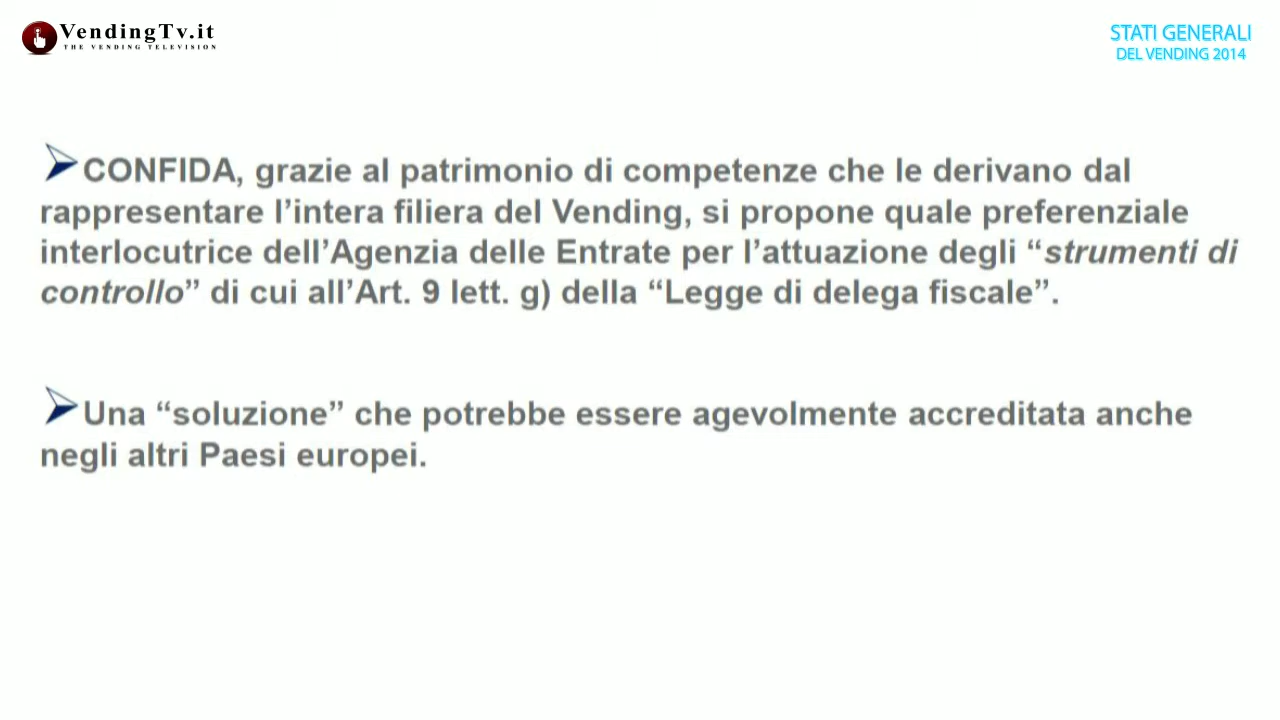 VendingTv.it
THE VENDING TELEVISION
STATI GENERALI
DEL VENDING 2014
CONFIDA, grazie al patrimonio di competenze che le derivano dal
rappresentare l’intera filiera del Vending, si propone quale preferenziale
interlocutrice dell’Agenzia delle Entrate per l’attuazione degli “strumenti di
controllo” di cui all’Art. 9 lett. g) della “Legge di delega fiscale”.
Una “soluzione” che potrebbe essere agevolmente accreditata anche
negli altri Paesi europei.